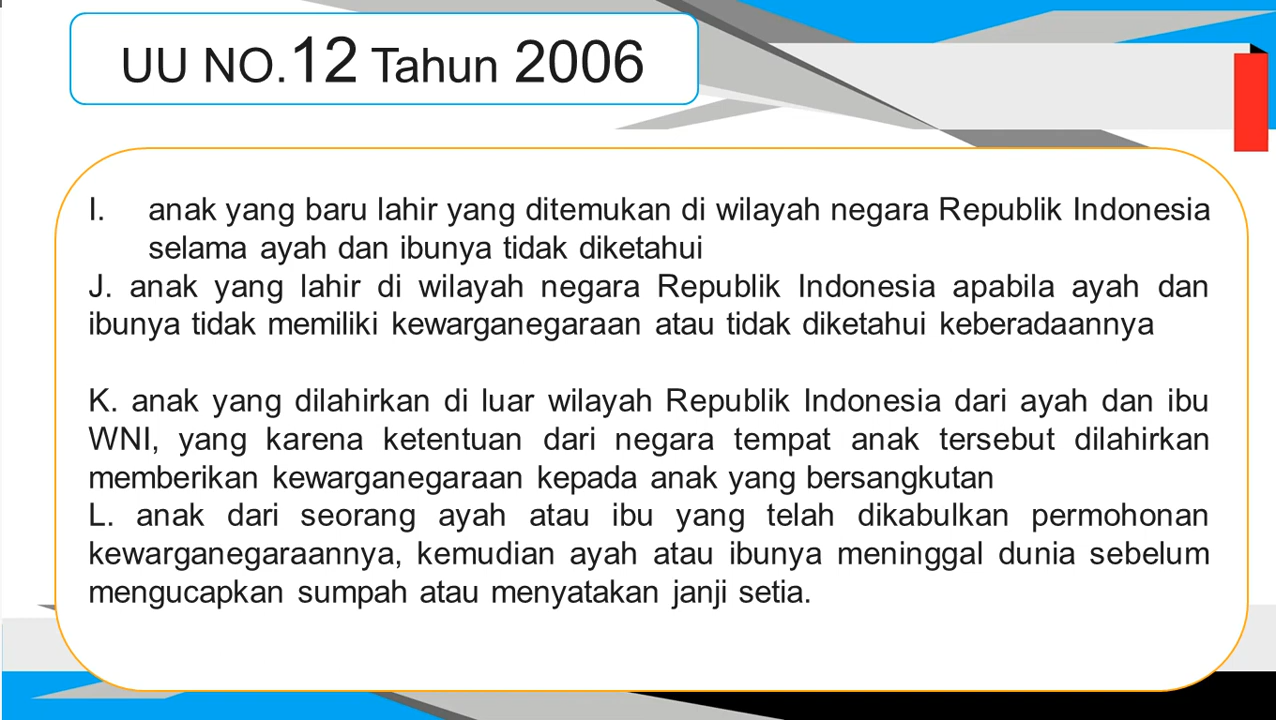 UU NO.12 Tahun 2006
I. anak yang baru lahir yang ditemukan di wilayah negara Republik Indonesia
selama ayah dan ibunya tidak diketahui
J. anak yang lahir di wilayah negara Republik Indonesia apabila ayah dan
ibunya tidak memiliki kewarganegaraan atau tidak diketahui keberadaannya
K. anak yang dilahirkan di luar wilayah Republik Indonesia dari ayah dan ibu
WNI, yang karena ketentuan dari negara tempat anak tersebut dilahirkan
memberikan kewarganegaraan kepada anak yang bersangkutan
L. anak dari seorang ayah atau ibu yang telah dikabulkan permohonan
kewarganegaraannya, kemudian ayah atau ibunya meninggal dunia sebelum
mengucapkan sumpah atau menyatakan janji setia.